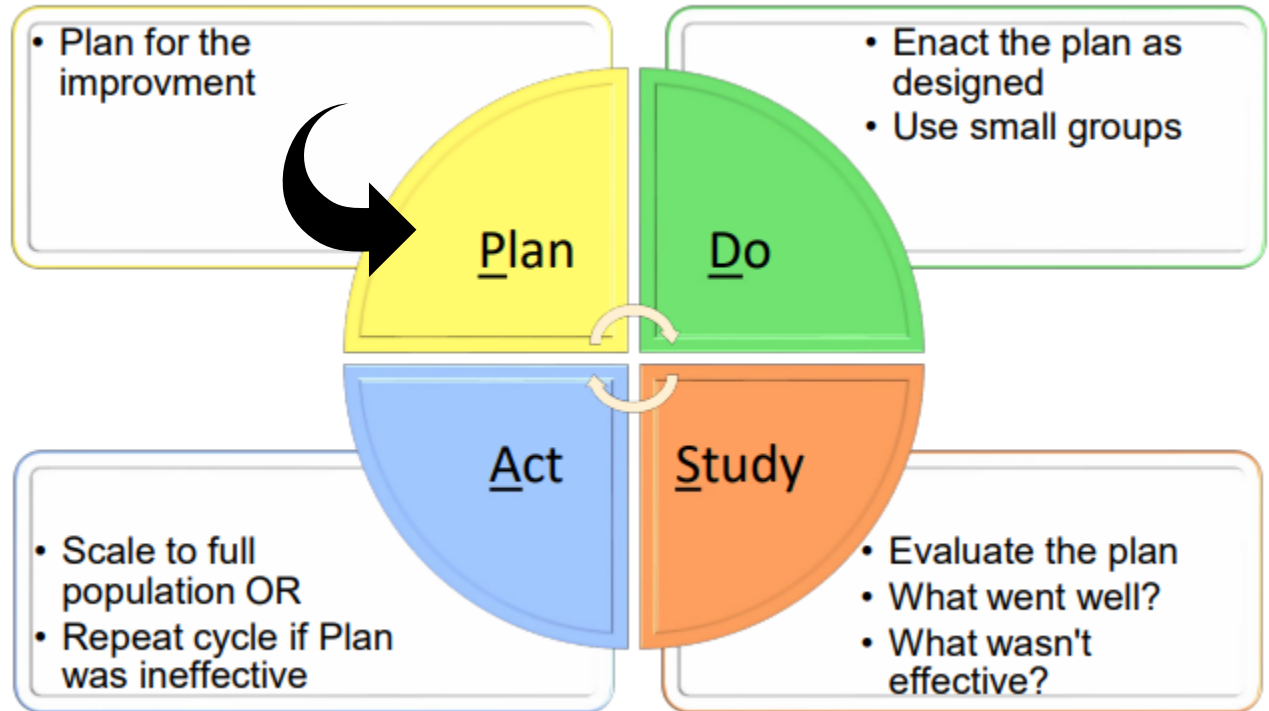 • Plan for the
improvment
• Enact the plan as
designed
• Use small groups
Plan
Do
Act
Study
• Scale to full
population OR
• Repeat cycle if Plan
was ineffective
• Evaluate the plan
• What went well?
• What wasn't
effective?